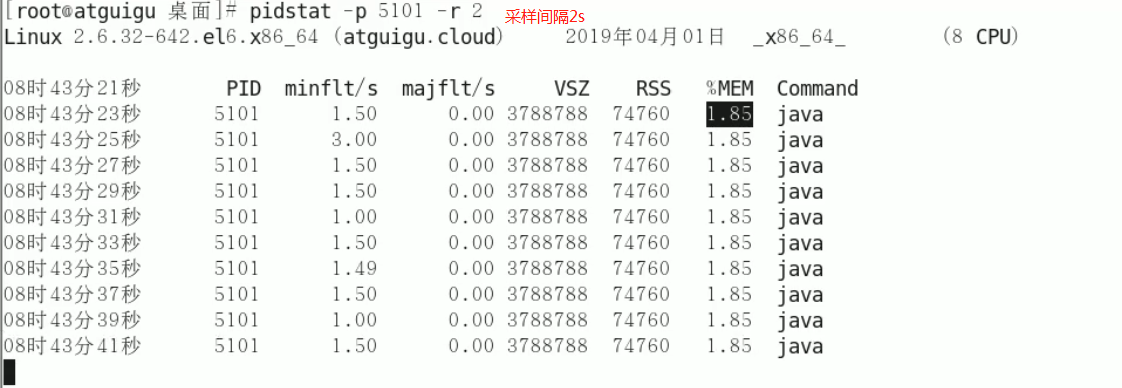 [root@atguigu 桌面]# pidstat -p 5101 -r 2 采样间隔2s
Linux 2.6.32-642.el6.x86_64 (atguigu.cloud) 2019年04月01日 _x86_64_ (8 CPU)
08时43分21秒 PID minflt/s majflt/s VSZ RSS %MEM Command
08时43分23秒 5101 1.50 0.00 3788788 74760 1.85 java
08时43分25秒 5101 3.00 0.00 3788788 74760 1.85 java
08时43分27秒 5101 1.50 0.00 3788788 74760 1.85 java
08时43分29秒 5101 1.50 0.00 3788788 74760 1.85 java
08时43分31秒 5101 1.00 0.00 3788788 74760 1.85 java
08时43分33秒 5101 1.50 0.00 3788788 74760 1.85 java
08时43分35秒 5101 1.49 0.00 3788788 74760 1.85 java
08时43分37秒 5101 1.50 0.00 3788788 74760 1.85 java
08时43分39秒 5101 1.00 0.00 3788788 74760 1.85 java
08时43分41秒 5101 1.50 0.00 3788788 74760 1.85 java